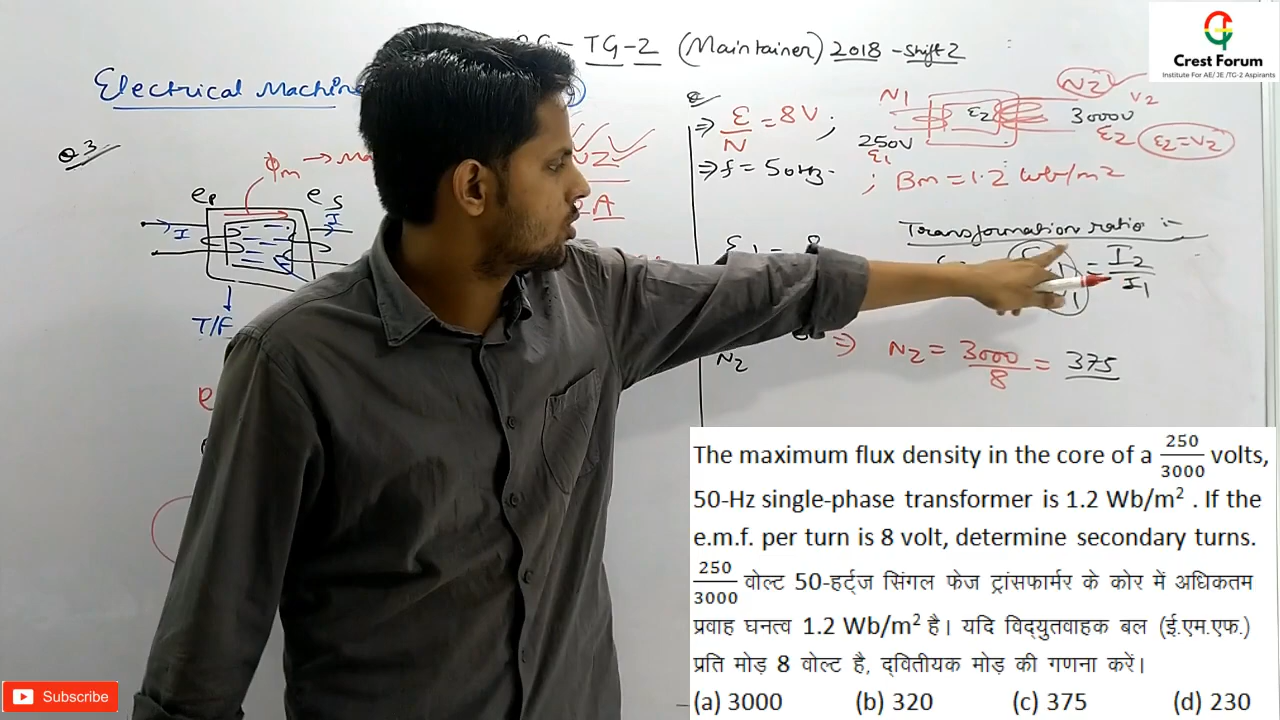 TG-2 (Maintainer) 2018 -Shift 2
Crest Forum
Institute For AE/ JE /TG-2 Aspirants
Electrical Machine
Q3
ϕm →
ep
es
I
I
T/F
A
Q
⇒ E/N = 8V ;
⇒ f = 50Hz.
N1
N2
E2
V2
250V
3000V
E1
E2
E2=V2
; Bm = 1.2 Wb/m2
Transformation ratio :-
= I2/I1
N2
⇒ N2 = 3000/8 = 375
The maximum flux density in the core of a 250/3000 volts,
50-Hz single-phase transformer is 1.2 Wb/m² . If the
e.m.f. per turn is 8 volt, determine secondary turns.
250/3000 वोल्ट 50-हर्ट्ज सिंगल फेज ट्रांसफार्मर के कोर में अधिकतम
प्रवाह घनत्व 1.2 Wb/m² है। यदि विद्युतवाहक बल (ई.एम.एफ.)
प्रति मोड़ 8 वोल्ट है, द्वितीयक मोड़ की गणना करें।
(a) 3000 (b) 320 (c) 375 (d) 230
Subscribe